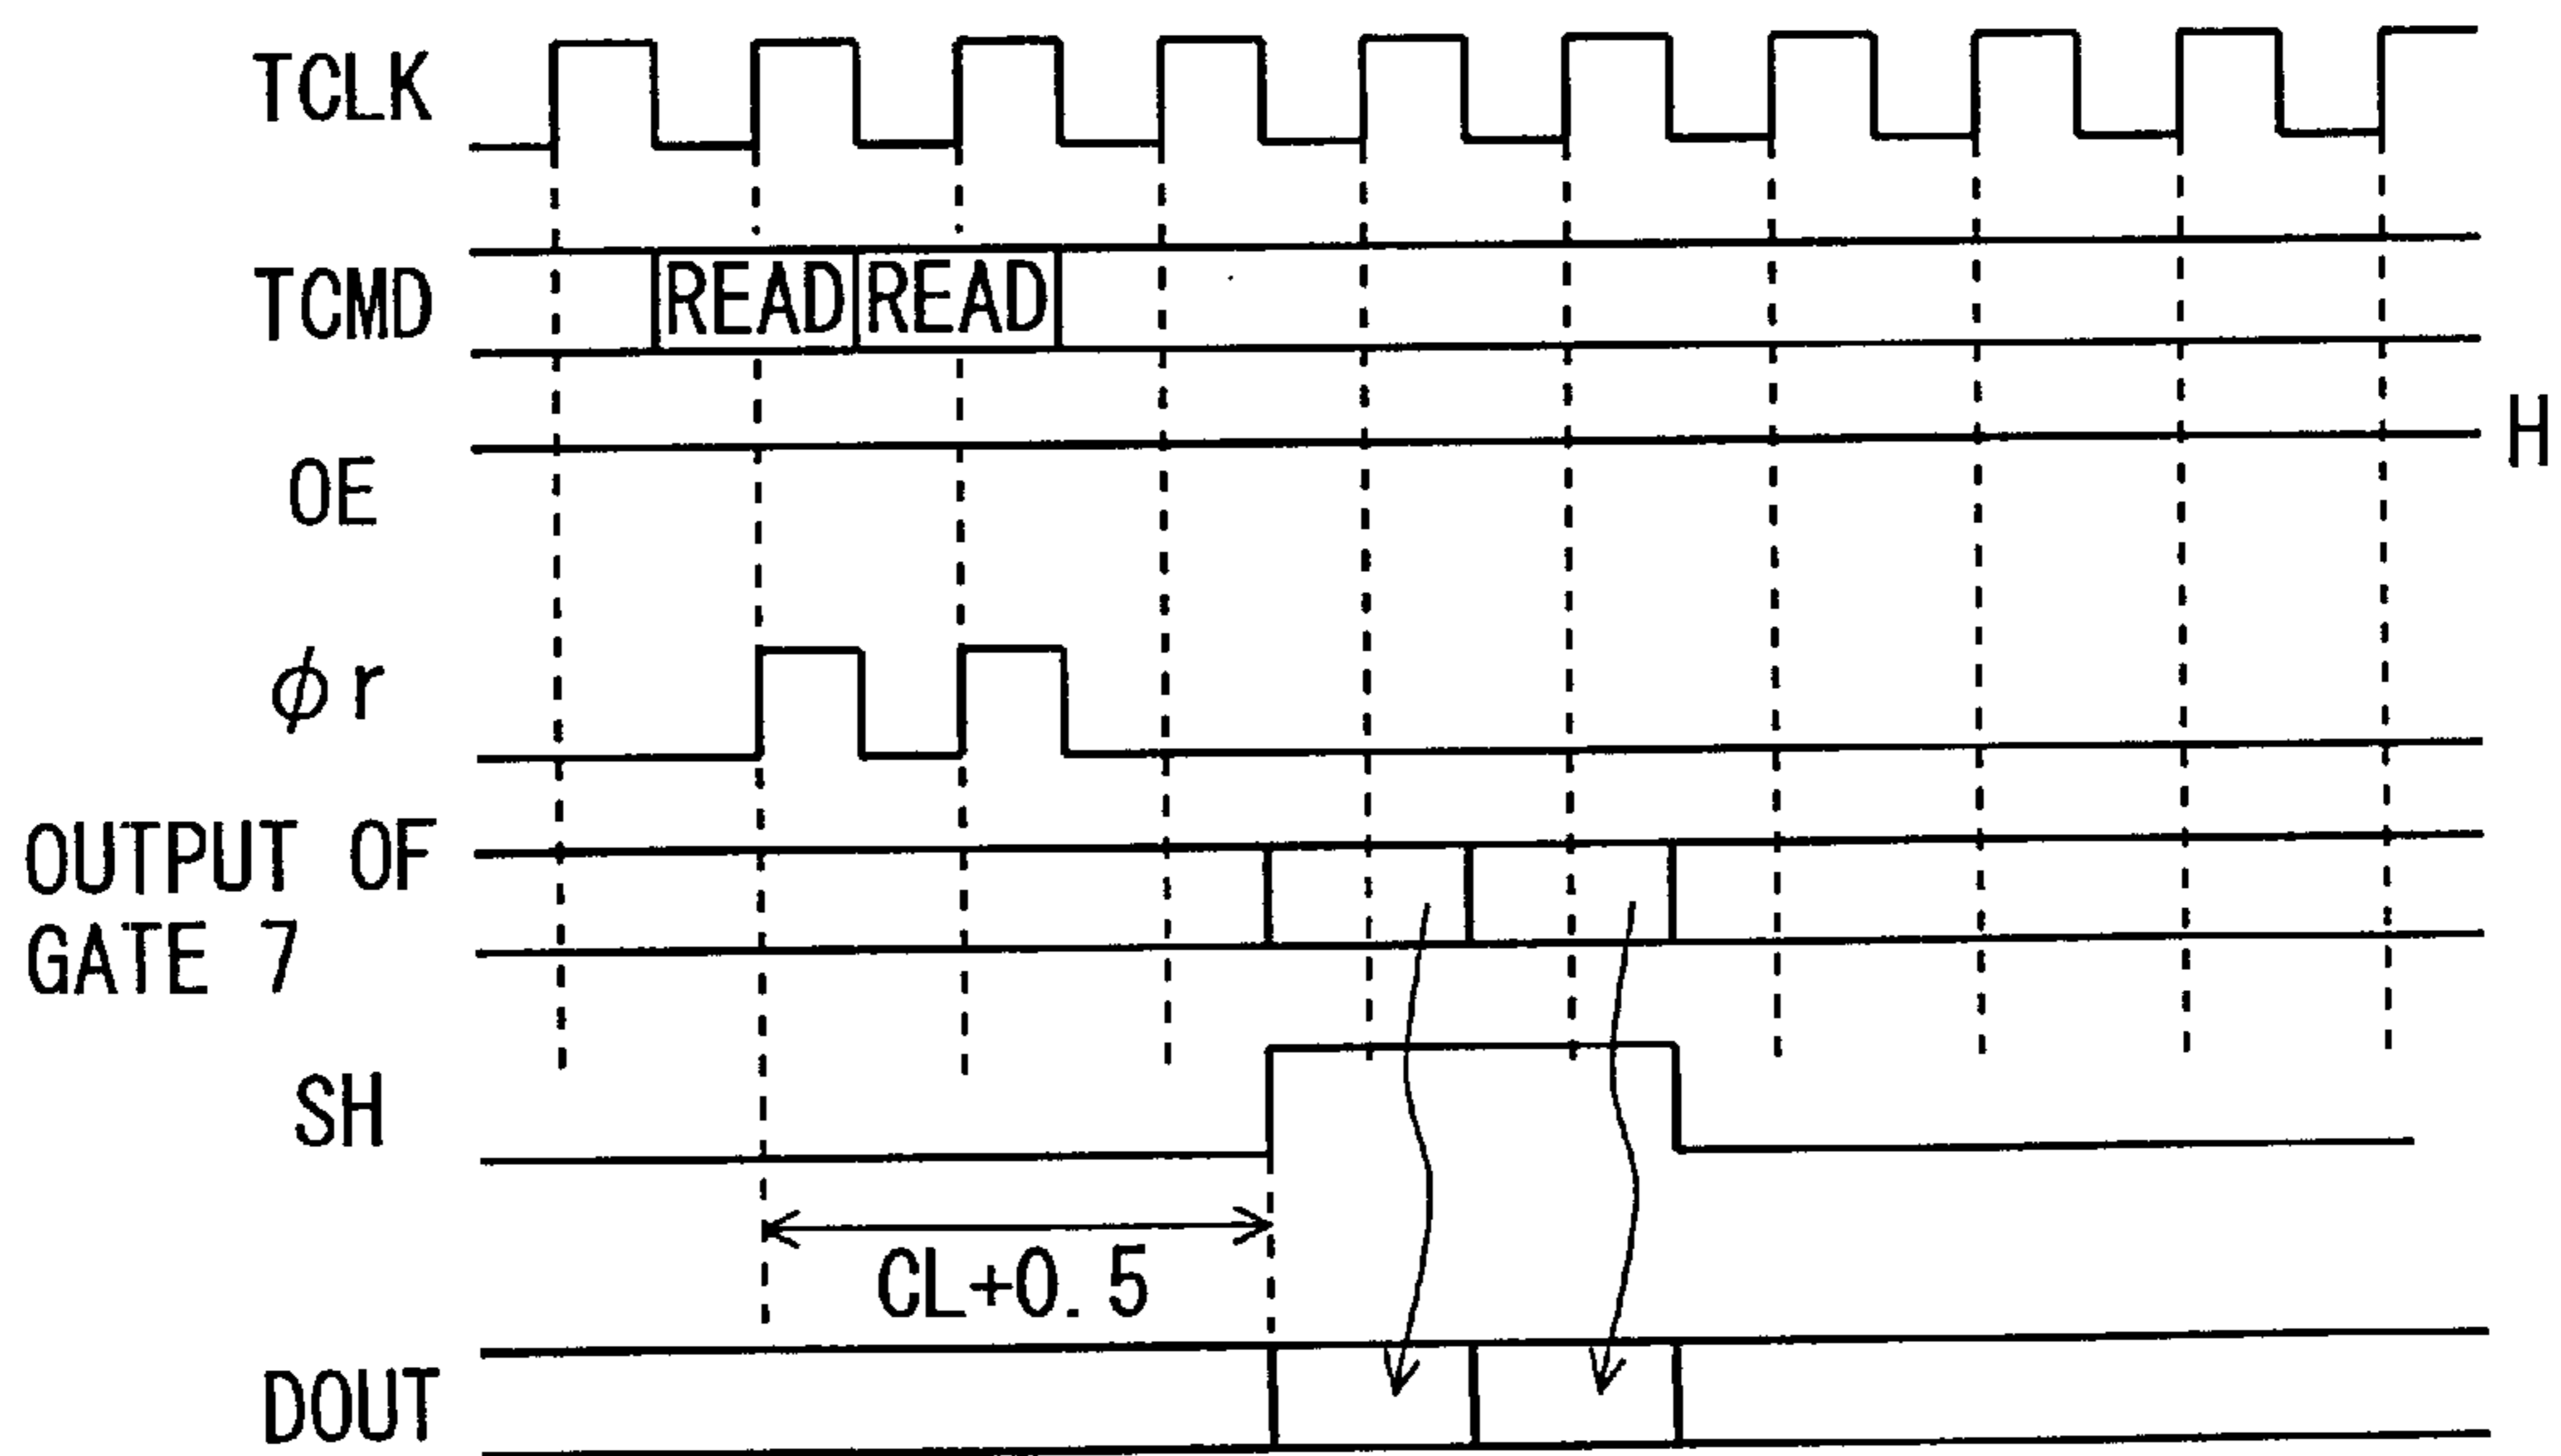 TCLK
TCMD READ READ
OE H
φr
OUTPUT OF
GATE 7
SH
CL+0.5
DOUT